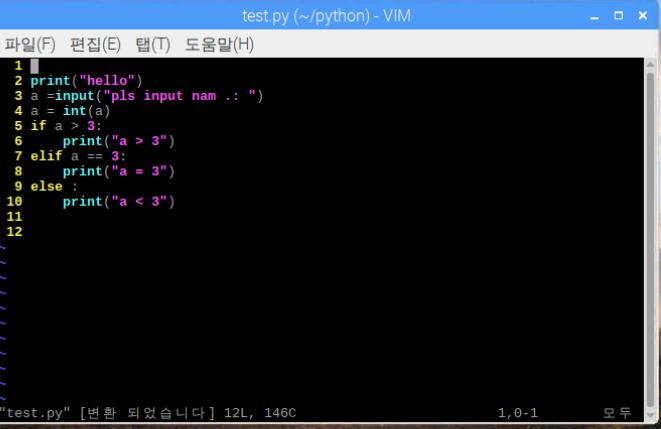 test.py (~/python) - VIM
파일(F) 편집(E) 탭(T) 도움말(H)
1
2 print("hello")
3 a =input("pls input nam .: ")
4 a = int(a)
5 if a > 3:
6     print("a > 3")
7 elif a == 3:
8     print("a = 3")
9 else :
10     print("a < 3")
11
12
~
~
~
~
~
~
~
~
~
~
~
"test.py" [변환 되었습니다] 12L, 146C 1,0-1 모두